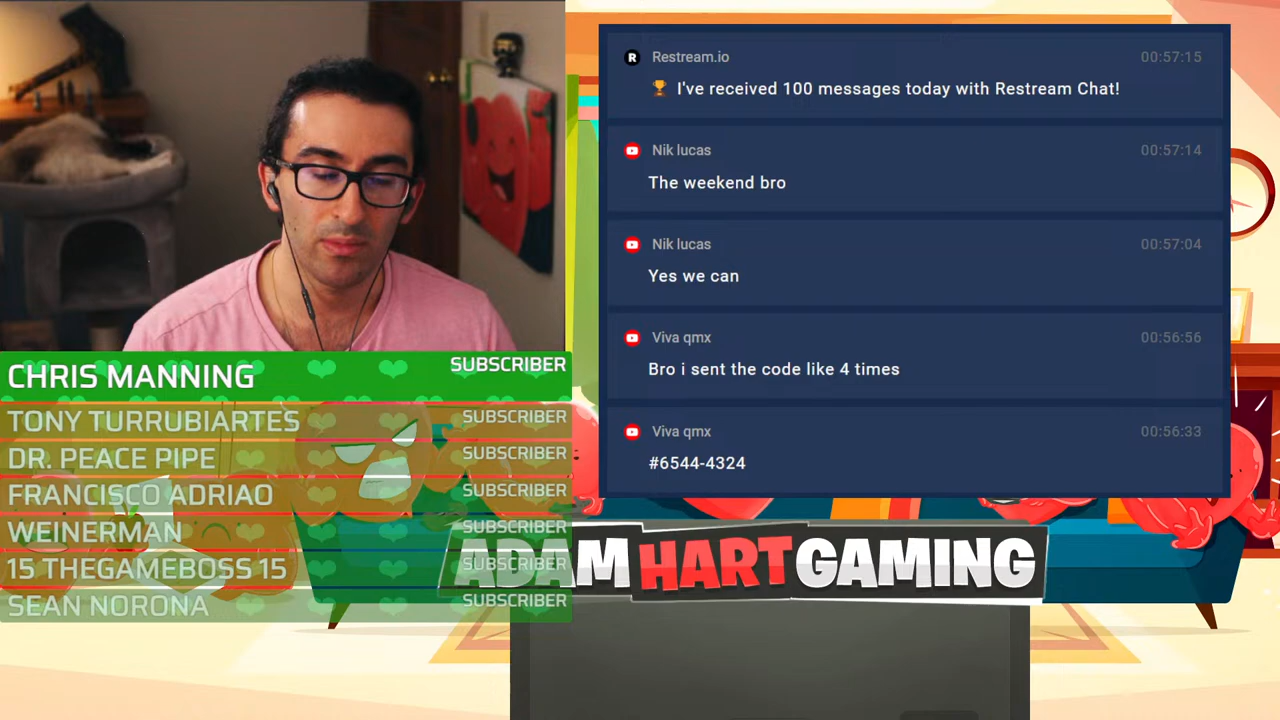 R Restream.io 00:57:15
🏆 I've received 100 messages today with Restream Chat!
Nik lucas 00:57:14
The weekend bro
Nik lucas 00:57:04
Yes we can
Viva qmx 00:56:56
Bro i sent the code like 4 times
Viva qmx 00:56:33
#6544-4324
CHRIS MANNING SUBSCRIBER
TONY TURRUBIARTES SUBSCRIBER
DR. PEACE PIPE SUBSCRIBER
FRANCISCO ADRIAO SUBSCRIBER
WEINERMAN SUBSCRIBER
15 THEGAMEBOSS 15 SUBSCRIBER
SEAN NORONA SUBSCRIBER
ADAM HART GAMING